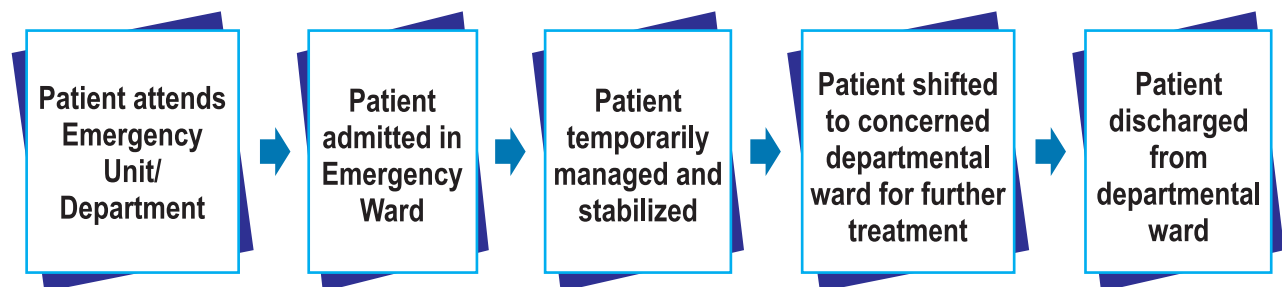 Patient attends
Emergency
Unit/
Department
Patient
admitted in
Emergency
Ward
Patient
temporarily
managed and
stabilized
Patient shifted
to concerned
departmental
ward for further
treatment
Patient
discharged
from
departmental
ward